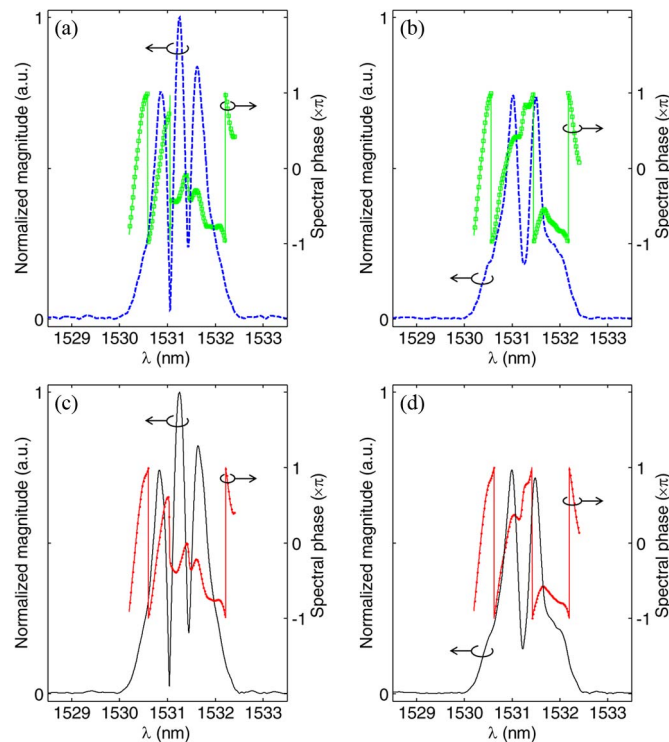 (a)
Normalized magnitude (a.u.)
1
0
1
0
-1
Spectral phase (×π)
1529 1530 1531 1532 1533
λ (nm)
(b)
Normalized magnitude (a.u.)
1
0
1
0
-1
Spectral phase (×π)
1529 1530 1531 1532 1533
λ (nm)
(c)
Normalized magnitude (a.u.)
1
0
1
0
-1
Spectral phase (×π)
1529 1530 1531 1532 1533
λ (nm)
(d)
Normalized magnitude (a.u.)
1
0
1
0
-1
Spectral phase (×π)
1529 1530 1531 1532 1533
λ (nm)